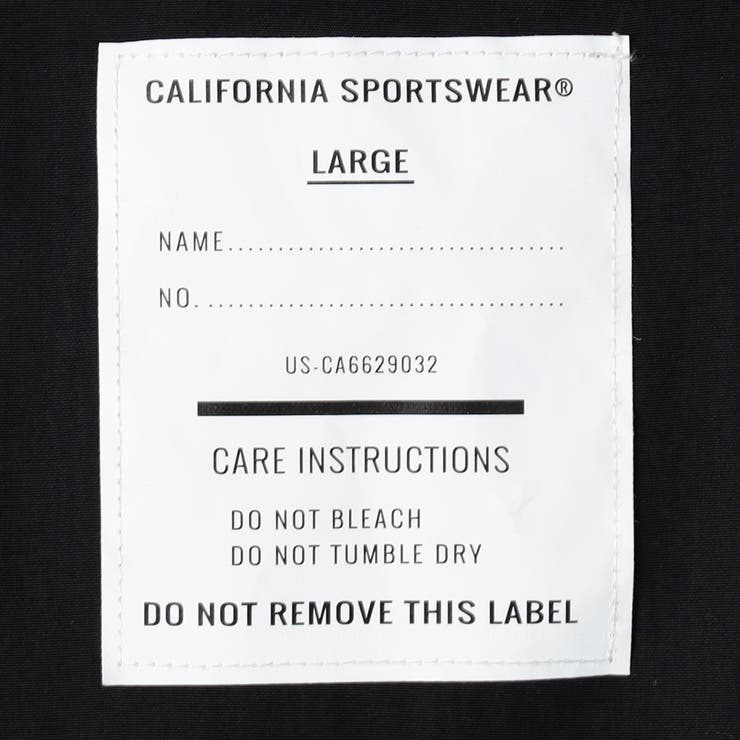 CALIFORNIA SPORTSWEAR®
LARGE
NAME..................................
NO. ....................................
US-CA6629032
CARE INSTRUCTIONS
DO NOT BLEACH
DO NOT TUMBLE DRY
DO NOT REMOVE THIS LABEL